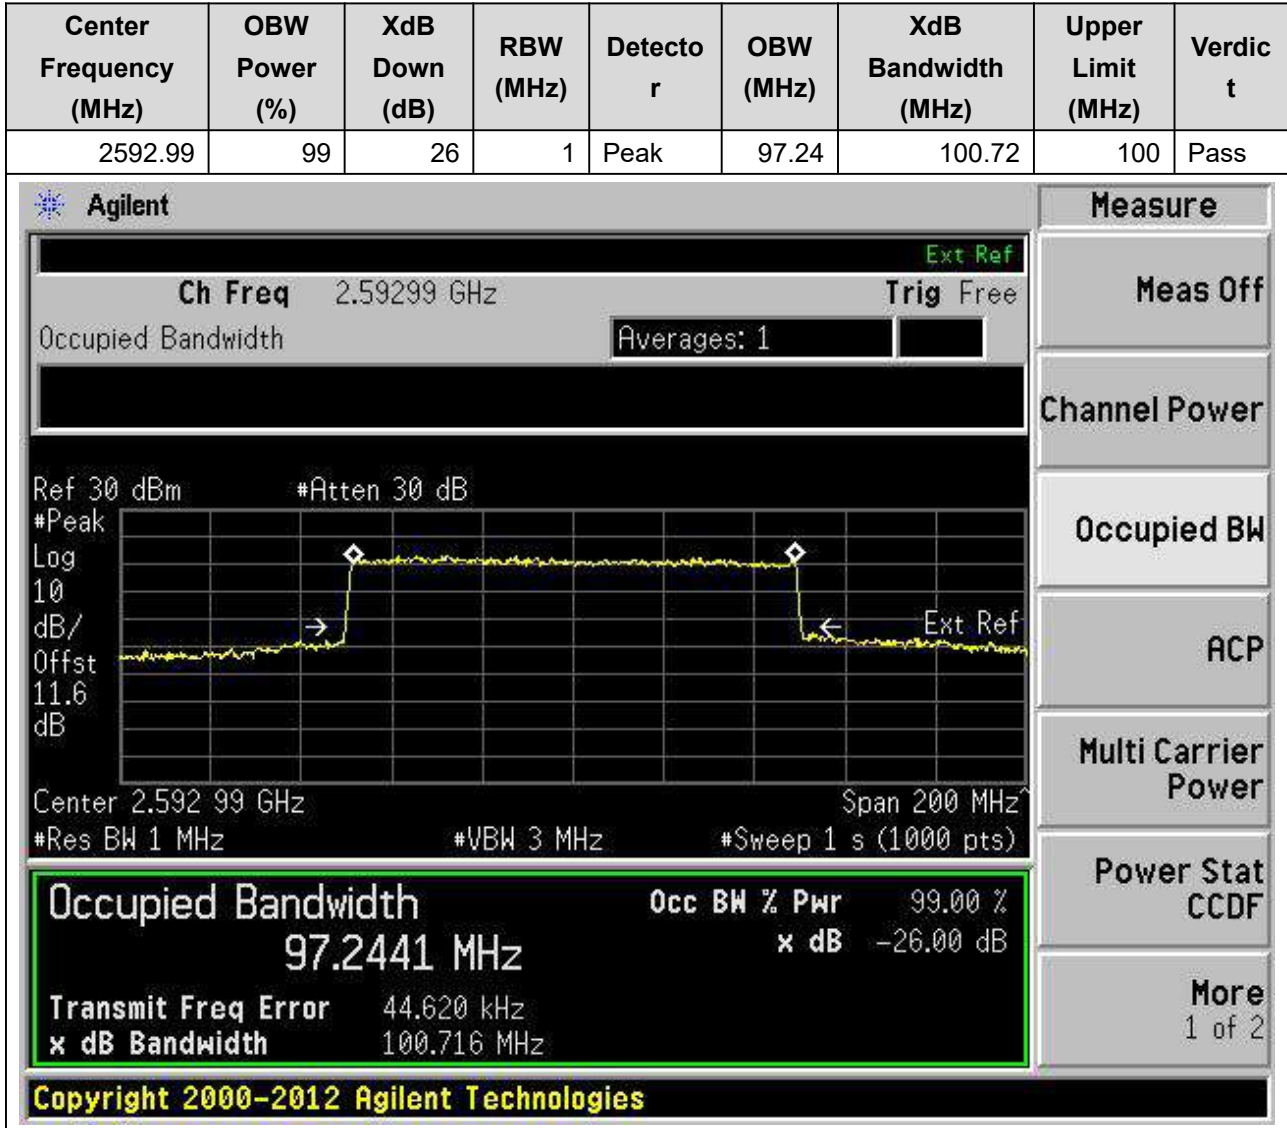 Center Frequency (MHz) OBW Power (%) XdB Down (dB) RBW (MHz) Detector OBW (MHz) XdB Bandwidth (MHz) Upper Limit (MHz) Verdict
2592.99 99 26 1 Peak 97.24 100.72 100 Pass
Agilent
Measure
Ext Ref
Ch Freq 2.59299 GHz Trig Free
Meas Off
Occupied Bandwidth Averages: 1
Channel Power
Ref 30 dBm #Atten 30 dB
#Peak
Log
10
dB/
Offst
11.6
dB
Ext Ref
Occupied BW
ACP
Multi Carrier
Power
Center 2.592 99 GHz Span 200 MHz^
#Res BW 1 MHz #VBW 3 MHz #Sweep 1 s (1000 pts)
Power Stat
CCDF
Occupied Bandwidth Occ BW % Pwr 99.00 %
97.2441 MHz x dB -26.00 dB
Transmit Freq Error 44.620 kHz
x dB Bandwidth 100.716 MHz
More
1 of 2
Copyright 2000-2012 Agilent Technologies